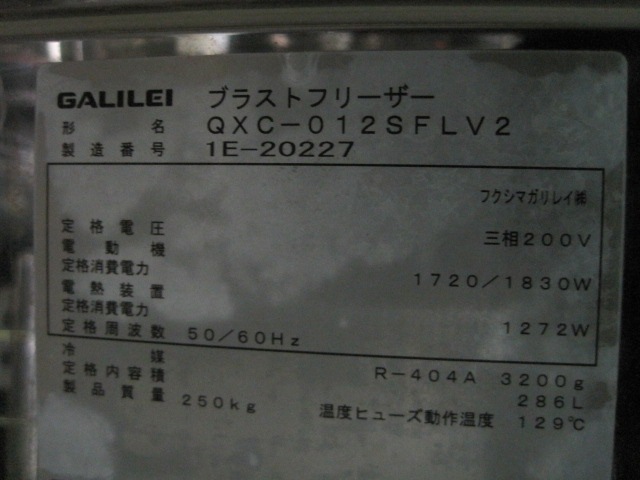 GALILEI ブラストフリーザー
形名 QXC-012SFLV2
製造番号 1E-20227
フクシマガリレイ㈱
定格電圧 三相200V
電動機
定格消費電力 1720/1830W
電熱装置
定格消費電力 1272W
定格周波数 50/60Hz
冷媒 R-404A 3200g
定格内容積 286L
製品質量 250kg 温度ヒューズ動作温度 129℃